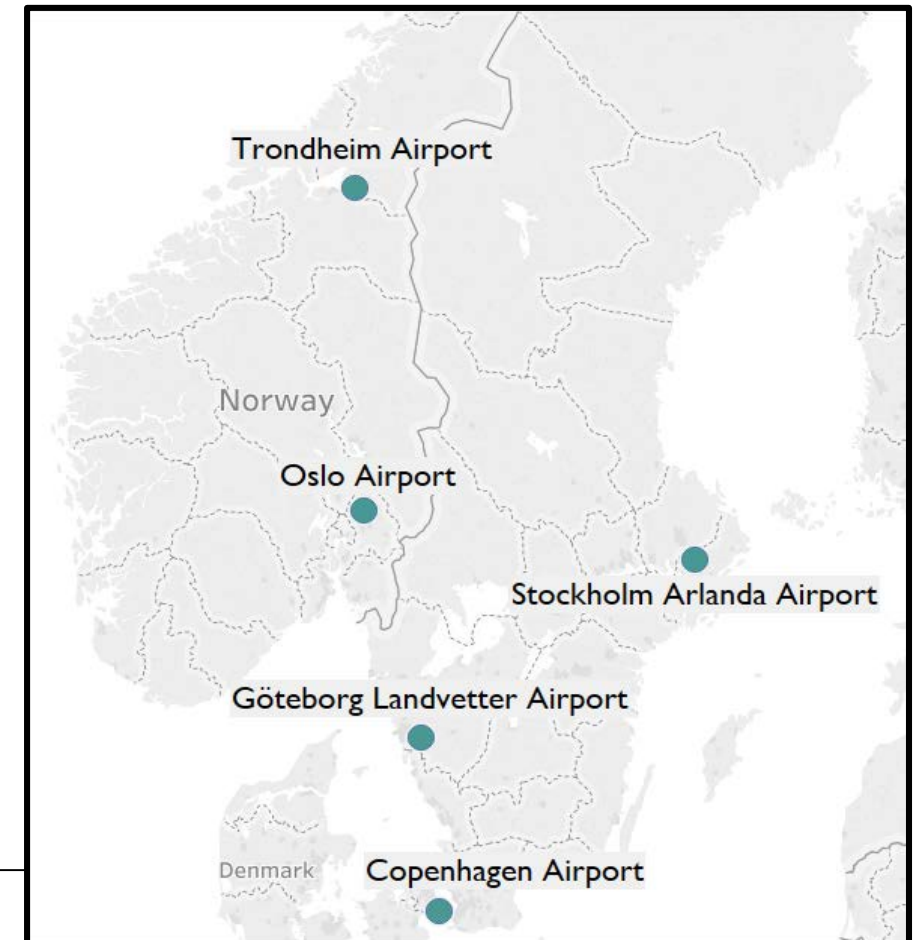 Trondheim Airport
Norway
Oslo Airport
Stockholm Arlanda Airport
Göteborg Landvetter Airport
Denmark
Copenhagen Airport